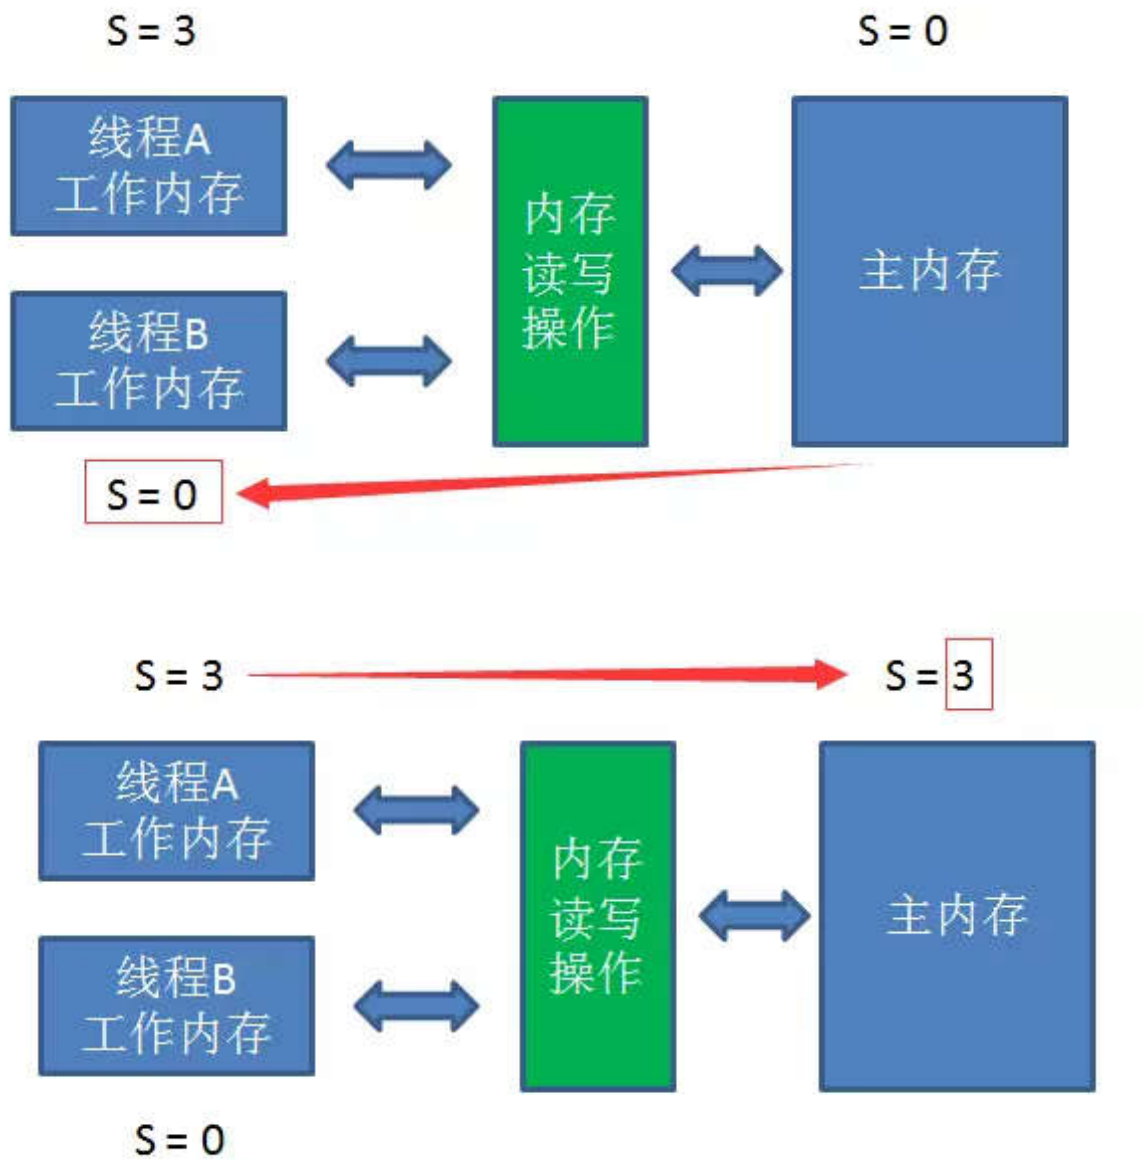 S = 3
S = 0
线程A
工作内存
内存
读写
操作
主内存
线程B
工作内存
S = 0
S = 3
S = 3
线程A
工作内存
内存
读写
操作
主内存
线程B
工作内存
S = 0